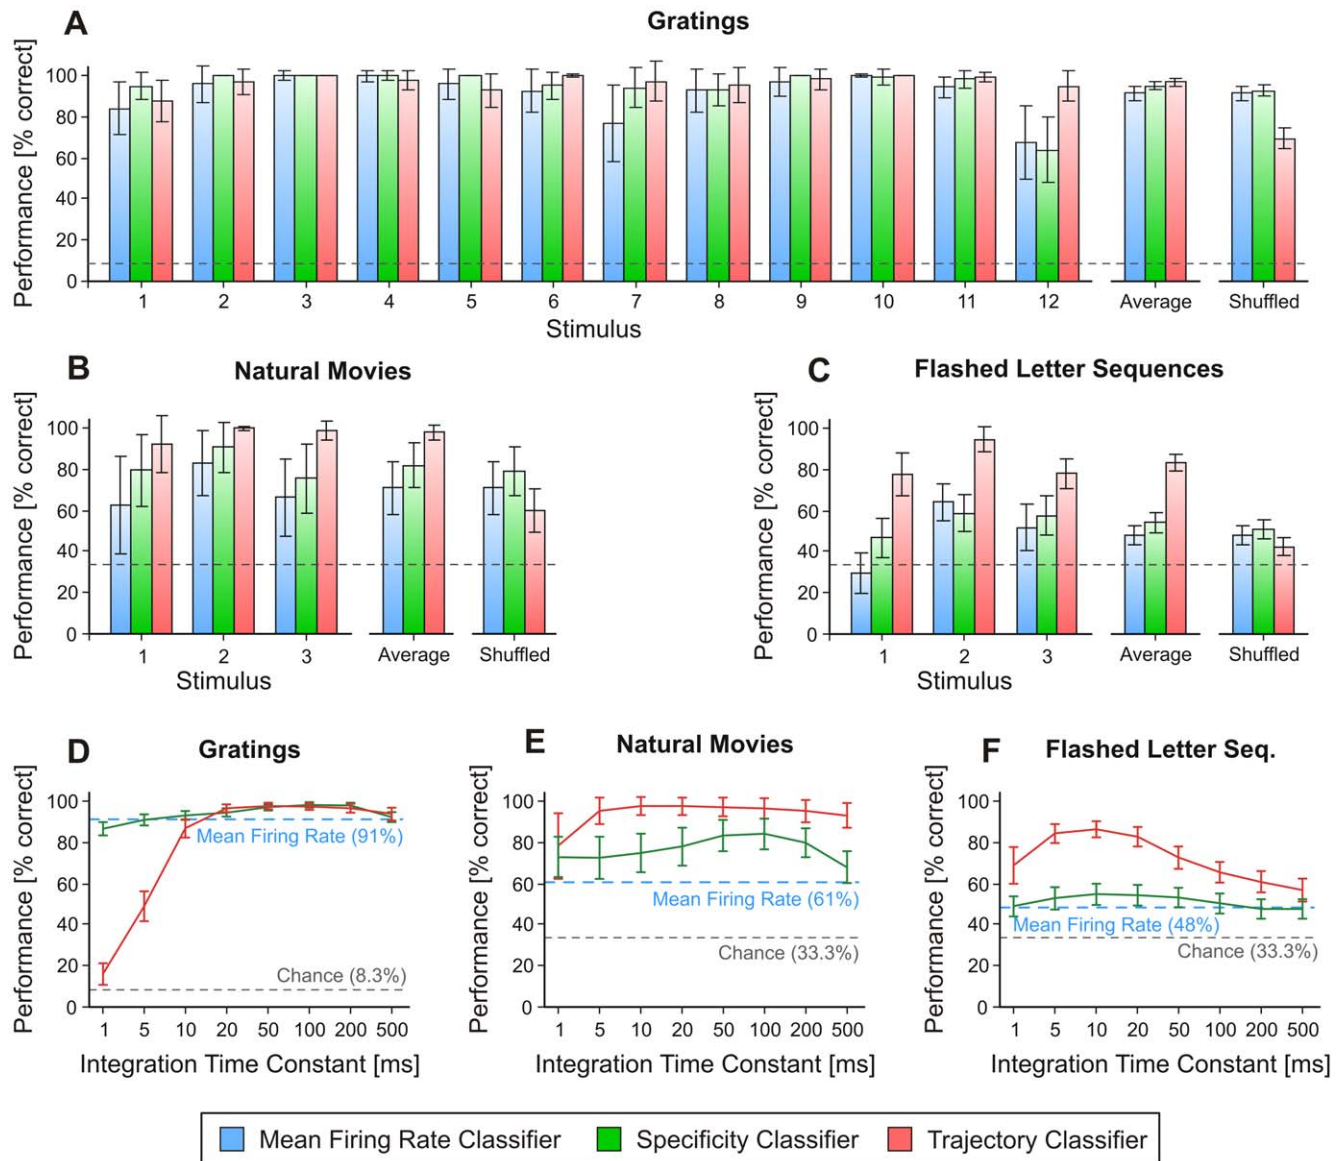 A
Gratings
Performance [% correct]
100
80
60
40
20
0
1 2 3 4 5 6 7 8 9 10 11 12 Average Shuffled
Stimulus
B
Natural Movies
Performance [% correct]
100
80
60
40
20
0
1 2 3 Average Shuffled
Stimulus
C
Flashed Letter Sequences
Performance [% correct]
100
80
60
40
20
0
1 2 3 Average Shuffled
Stimulus
D
Gratings
Performance [% correct]
100
80
60
40
20
0
Mean Firing Rate (91%)
Chance (8.3%)
1 5 10 20 50 100 200 500
Integration Time Constant [ms]
E
Natural Movies
Performance [% correct]
100
80
60
40
20
0
Mean Firing Rate (61%)
Chance (33.3%)
1 5 10 20 50 100 200 500
Integration Time Constant [ms]
F
Flashed Letter Seq.
Performance [% correct]
100
80
60
40
20
0
Mean Firing Rate (48%)
Chance (33.3%)
1 5 10 20 50 100 200 500
Integration Time Constant [ms]
Mean Firing Rate Classifier Specificity Classifier Trajectory Classifier